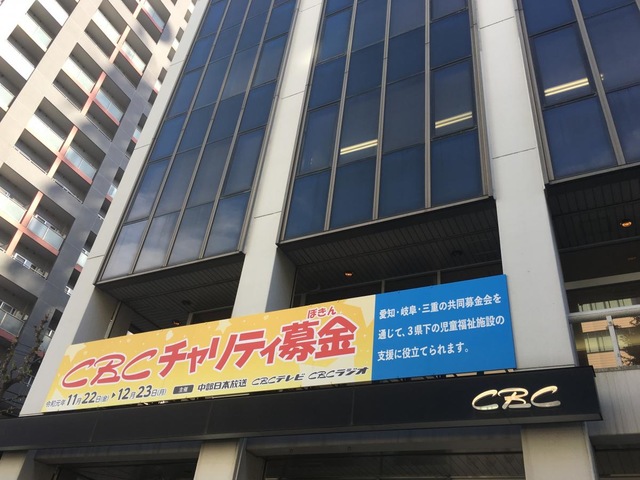 ぼきん
CBCチャリティ募金
令和元年11月22日(金)▶12月23日(月) 主催 中部日本放送 CBCテレビ CBCラジオ
愛知・岐阜・三重の共同募金会を
通じて、3県下の児童福祉施設の
支援に役立てられます。
CBC